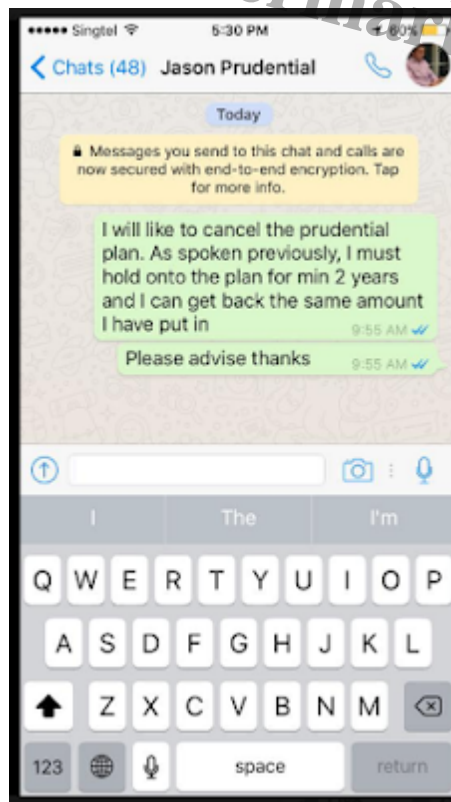 Singtel 5:30 PM 60%
Chats (48) Jason Prudential
Today
Messages you send to this chat and calls are
now secured with end-to-end encryption. Tap
for more info.
I will like to cancel the prudential
plan. As spoken previously, I must
hold onto the plan for min 2 years
and I can get back the same amount
I have put in
9:55 AM
Please advise thanks 9:55 AM
I The I'm
Q W E R T Y U I O P
A S D F G H J K L
Z X C V B N M
123 space return